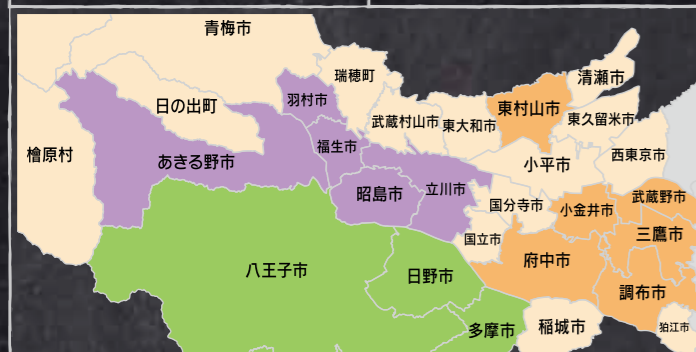 青梅市
瑞穂町
清瀬市
羽村市
日の出町
東村山市
武蔵村山市
東大和市
東久留米市
檜原村
あきる野市
福生市
小平市
西東京市
昭島市
立川市
国分寺市
小金井市
武蔵野市
国立市
三鷹市
八王子市
日野市
府中市
調布市
多摩市
稲城市
狛江市